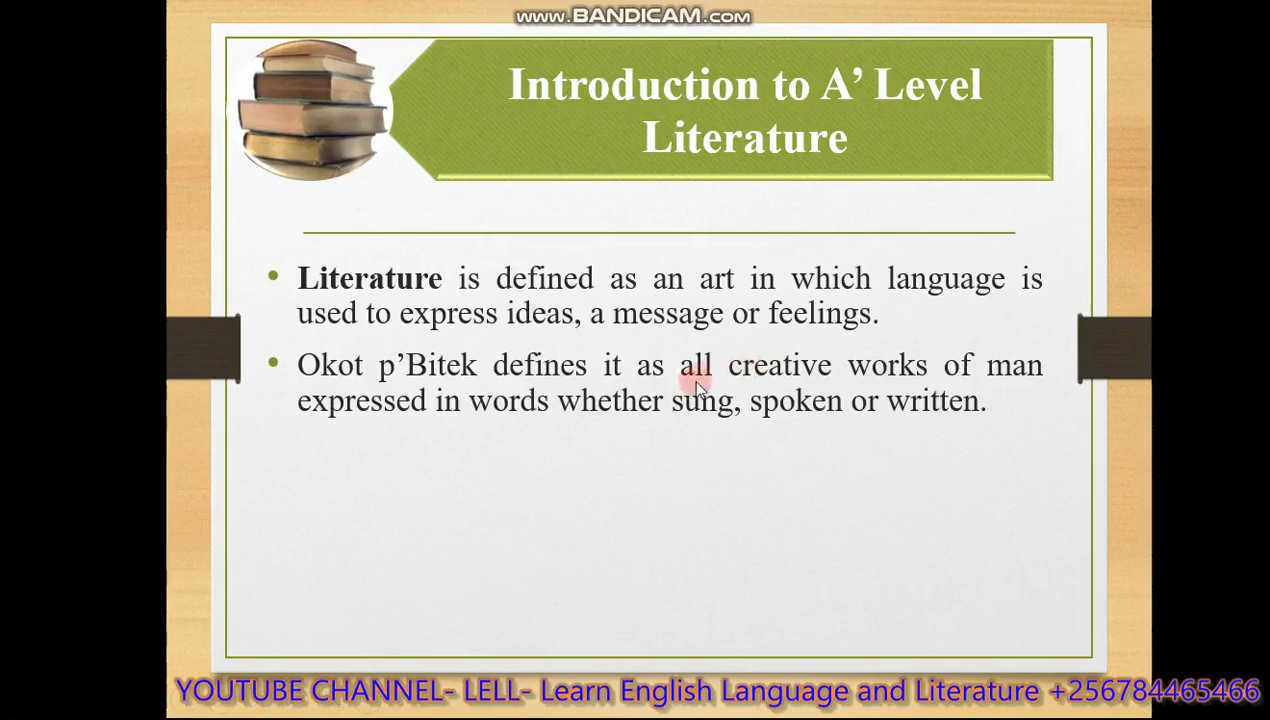 www.BANDICAM.com
Introduction to A’ Level
Literature
• Literature is defined as an art in which language is
used to express ideas, a message or feelings.
• Okot p’Bitek defines it as all creative works of man
expressed in words whether sung, spoken or written.
YOUTUBE CHANNEL- LELL- Learn English Language and Literature +256784465466